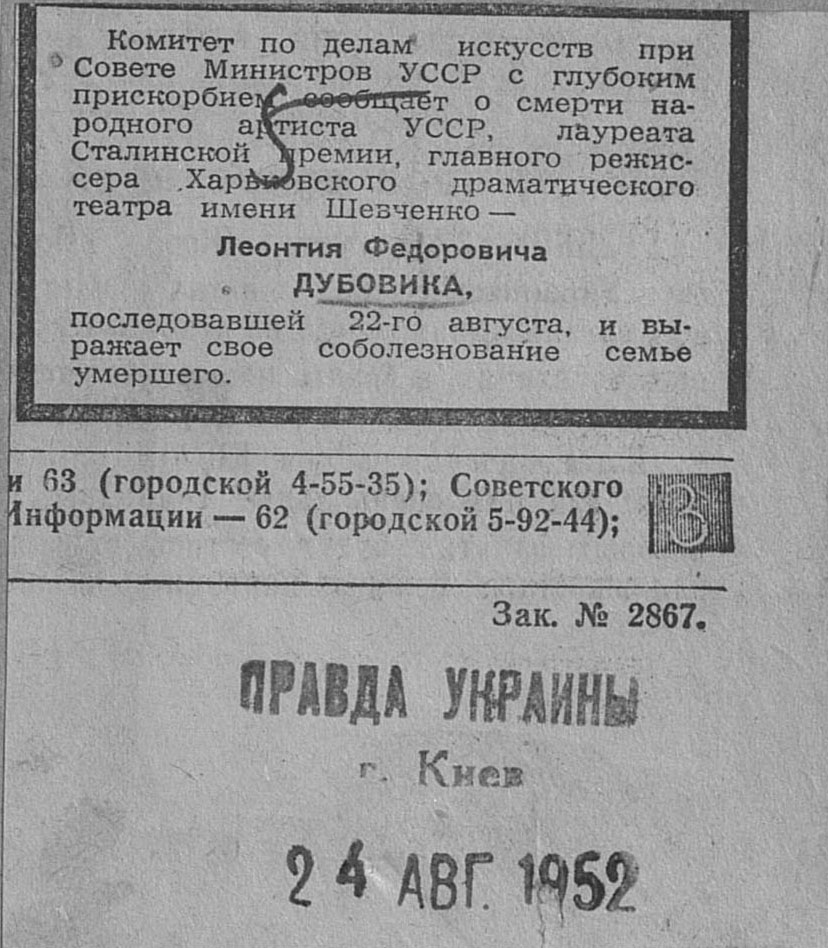 Комитет по делам искусств при
Совете Министров УССР с глубоким
прискорбием сообщает о смерти на-
родного артиста УССР, лауреата
Сталинской премии, главного режис-
сера Харьковского драматического
театра имени Шевченко —
Леонтия Федоровича
ДУБОВИКА,
последовавшей 22-го августа, и вы-
ражает свое соболезнование семье
умершего.
и 63 (городской 4-55-35); Советского
Информации — 62 (городской 5-92-44);
З
Зак. № 2867.
ПРАВДА УКРАИНЫ
г. Киев
24 АВГ. 1952